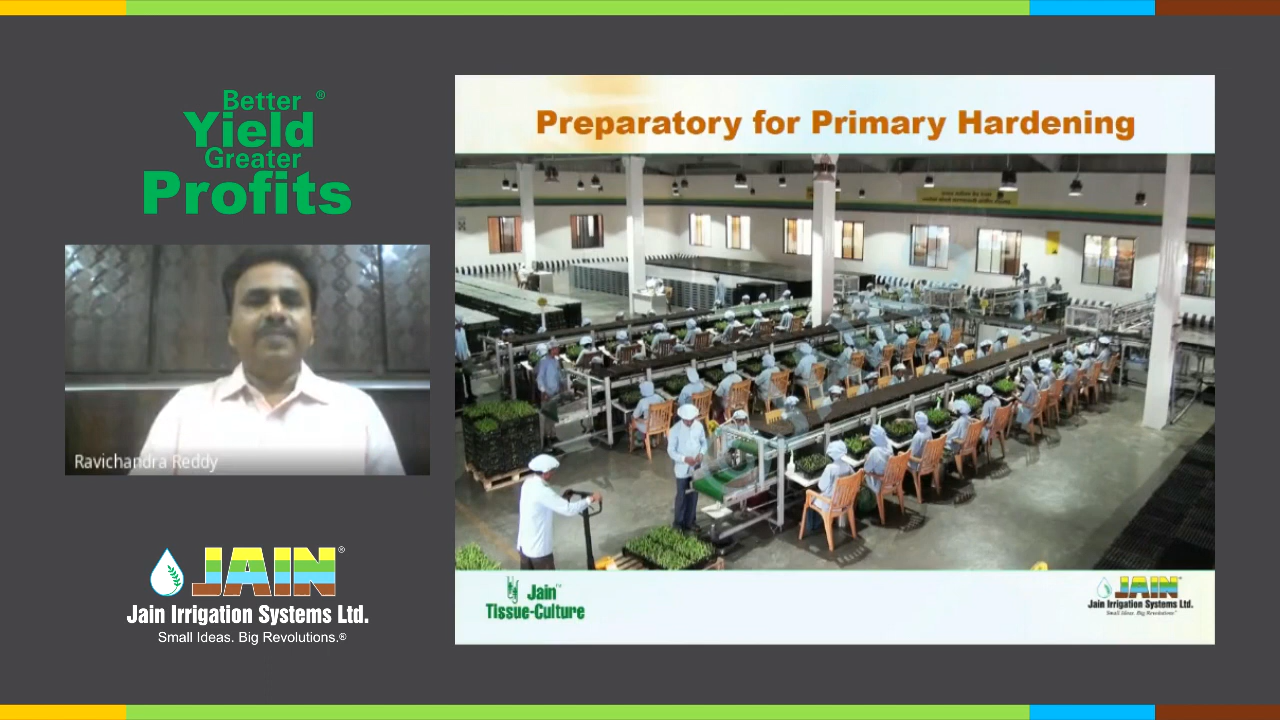 Better ®
Yield
Greater
Profits
Ravichandra Reddy
JAIN®
Jain Irrigation Systems Ltd.
Small Ideas. Big Revolutions.®
Preparatory for Primary Hardening
Jain™
Tissue-Culture
JAIN
Jain Irrigation Systems Ltd.
Small Ideas. Big Revolutions.